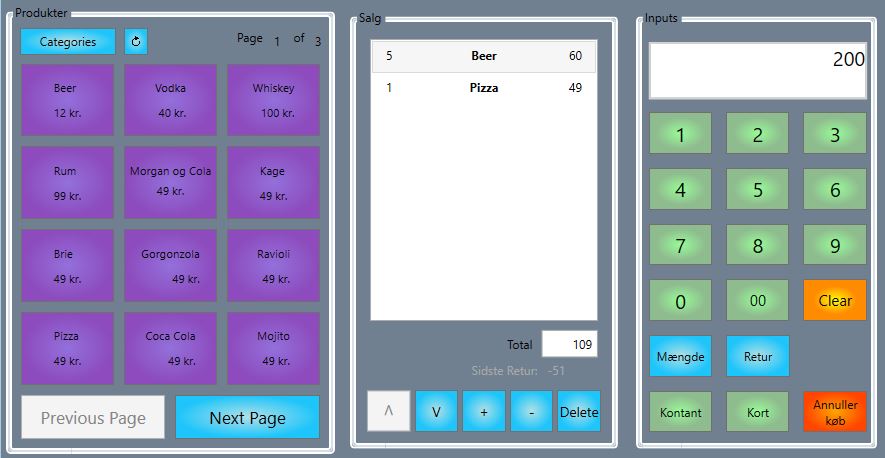 Produkter
Categories ↻ Page 1 of 3
Beer Vodka Whiskey
12 kr. 40 kr. 100 kr.
Rum Morgan og Cola Kage
99 kr. 49 kr. 49 kr.
Brie Gorgonzola Ravioli
49 kr. 49 kr. 49 kr.
Pizza Coca Cola Mojito
49 kr. 49 kr. 49 kr.
Previous Page Next Page
Salg
5 Beer 60
1 Pizza 49
Total 109
Sidste Retur: -51
Λ V + - Delete
Inputs
200
1 2 3
4 5 6
7 8 9
0 00 Clear
Mængde Retur
Kontant Kort Annuller
køb